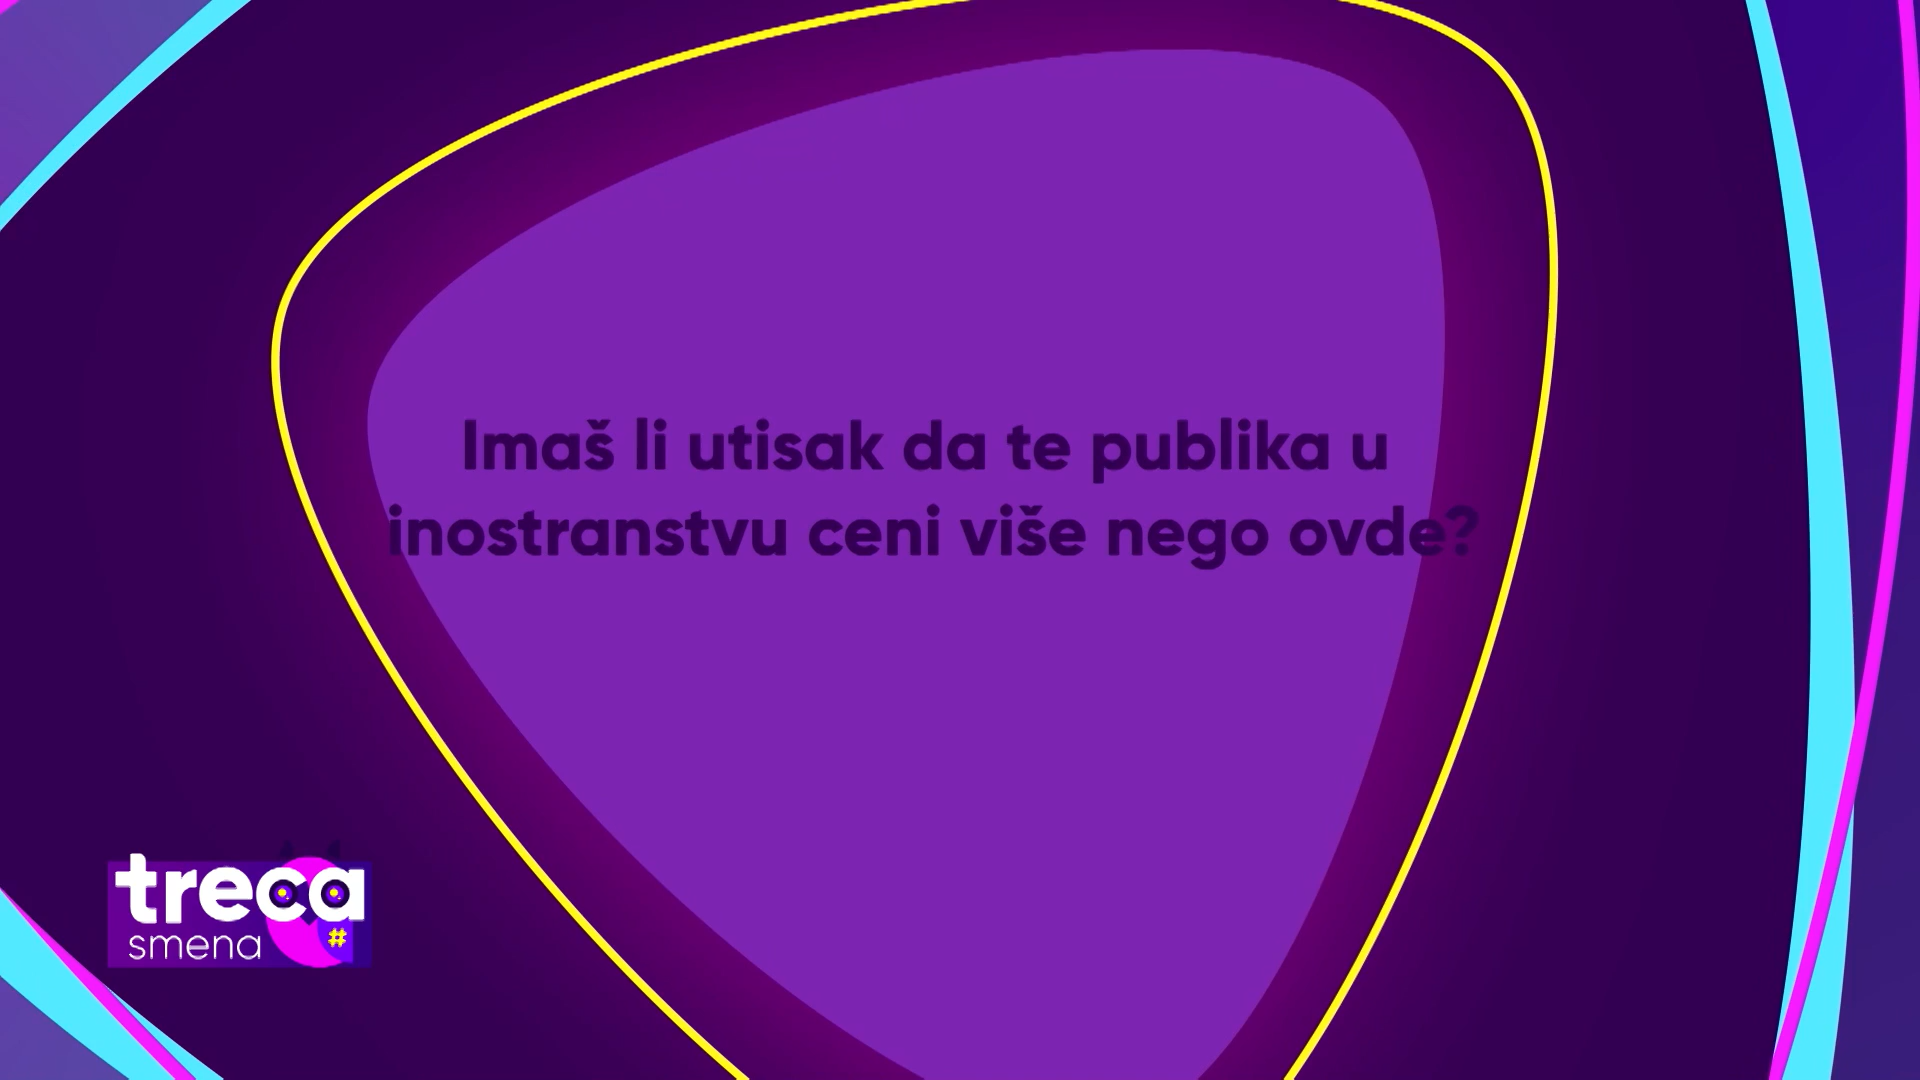 Imaš li utisak da te publika u
inostranstvu ceni više nego ovde?
treca
smena
#